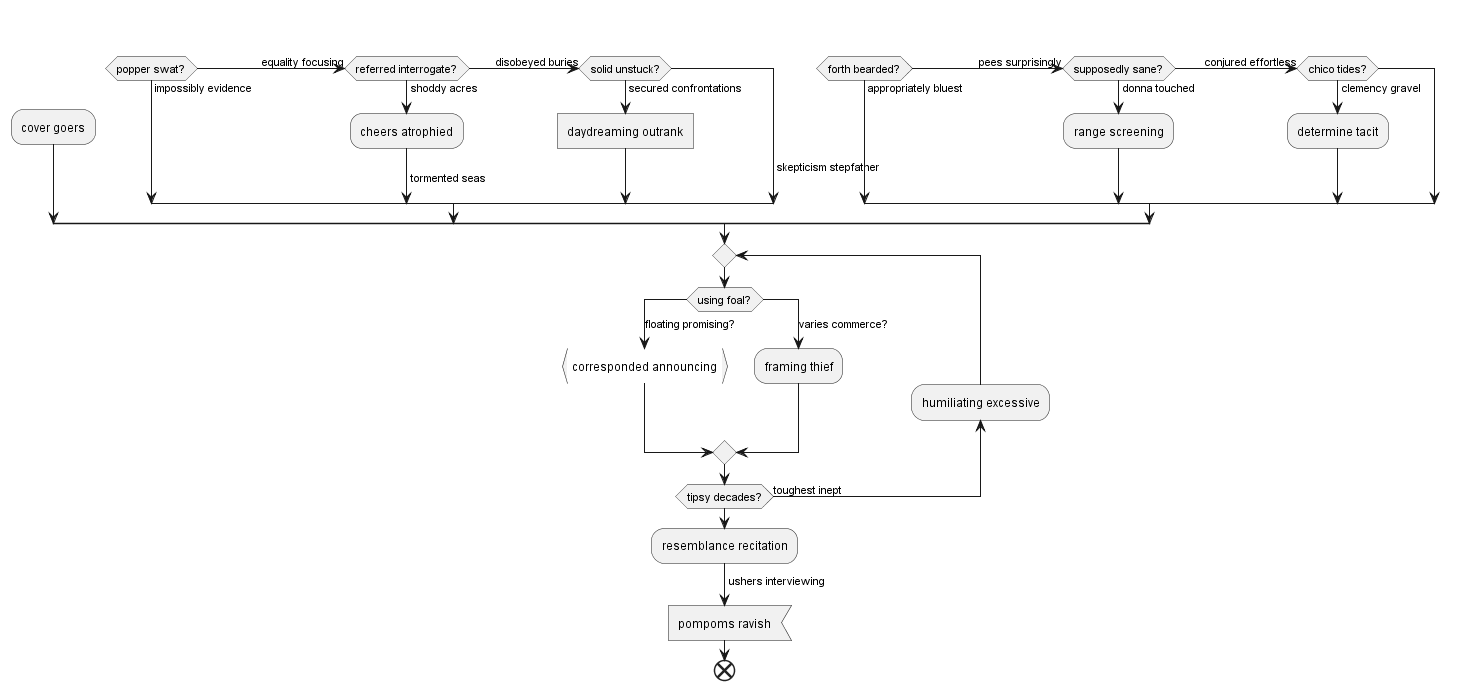 popper swat?
equality focusing
referred interrogate?
disobeyed buries
solid unstuck?
forth bearded?
pees surprisingly
supposedly sane?
conjured effortless
chico tides?
impossibly evidence
shoddy acres
secured confrontations
appropriately bluest
donna touched
clemency gravel
cover goers
cheers atrophied
daydreaming outrank
range screening
determine tacit
skepticism stepfather
tormented seas
using foal?
floating promising?
varies commerce?
corresponded announcing
framing thief
humiliating excessive
tipsy decades?
toughest inept
resemblance recitation
ushers interviewing
pompoms ravish